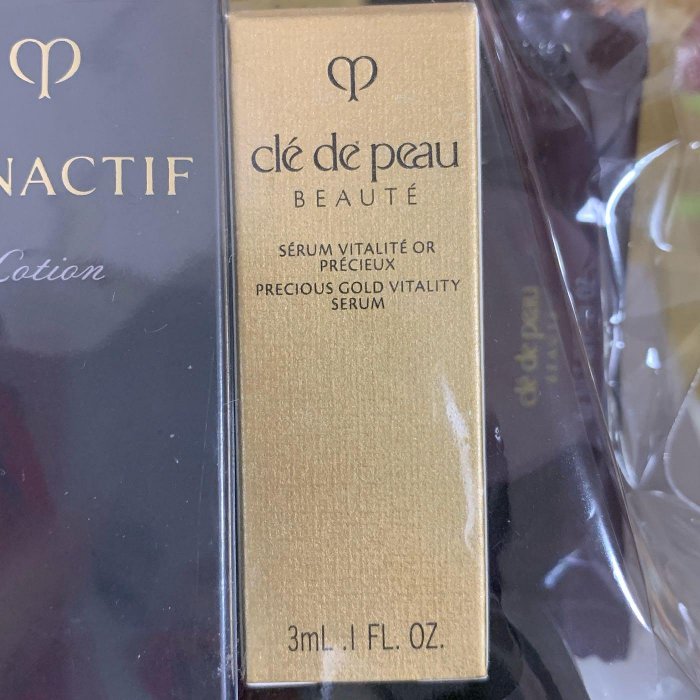 NACTIF
Lotion
clé de peau
BEAUTÉ
SÉRUM VITALITÉ OR
PRÉCIEUX
PRECIOUS GOLD VITALITY
SERUM
3mL .1 FL. OZ.
clé de peau
BEAUTÉ